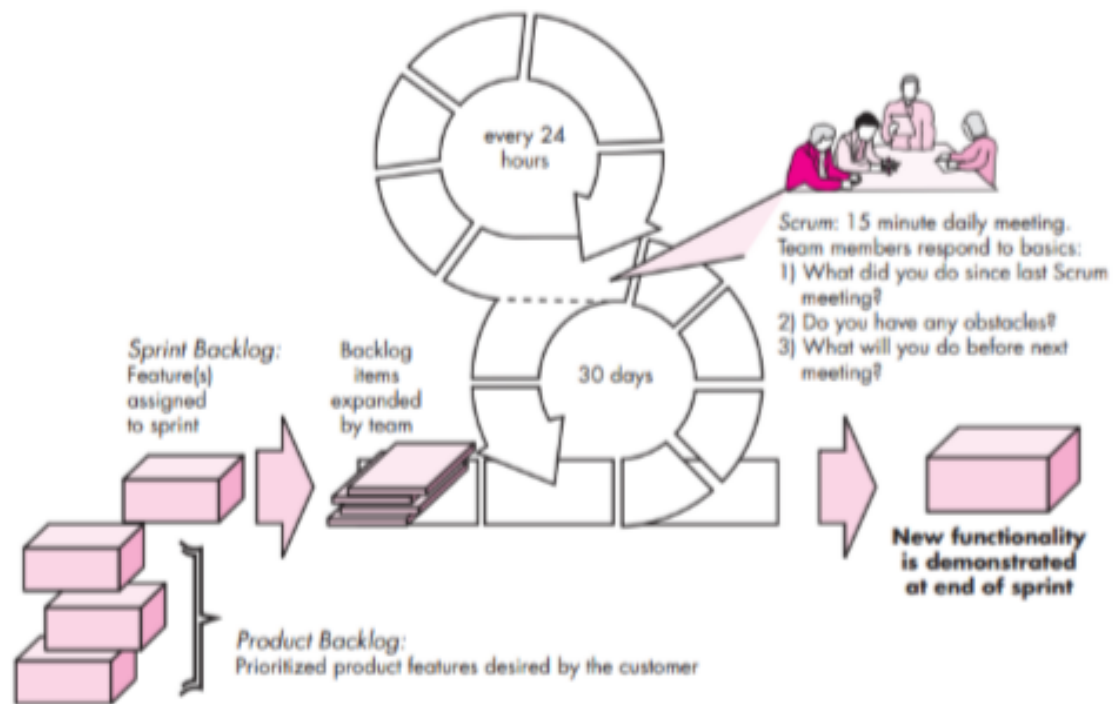 every 24
hours
Scrum: 15 minute daily meeting.
Team members respond to basics:
1) What did you do since last Scrum
meeting?
2) Do you have any obstacles?
3) What will you do before next
meeting?
Sprint Backlog:
Feature(s)
assigned
to sprint
Backlog
items
expanded
by team
30 days
New functionality
is demonstrated
at end of sprint
Product Backlog:
Prioritized product features desired by the customer